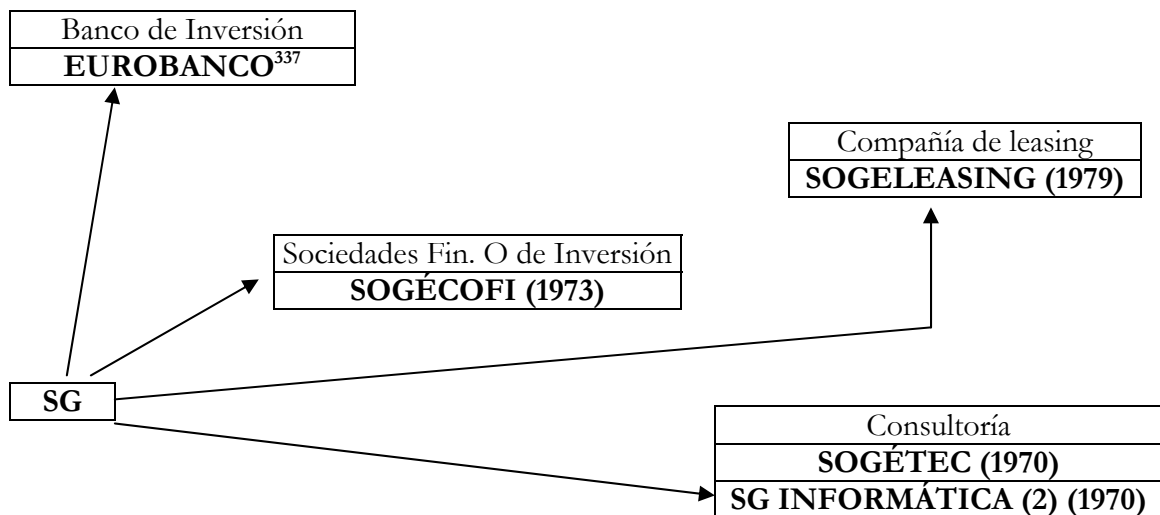 Banco de Inversión
EUROBANCO337
Compañía de leasing
SOGELEASING (1979)
Sociedades Fin. O de Inversión
SOGÉCOFI (1973)
SG
Consultoría
SOGÉTEC (1970)
SG INFORMÁTICA (2) (1970)